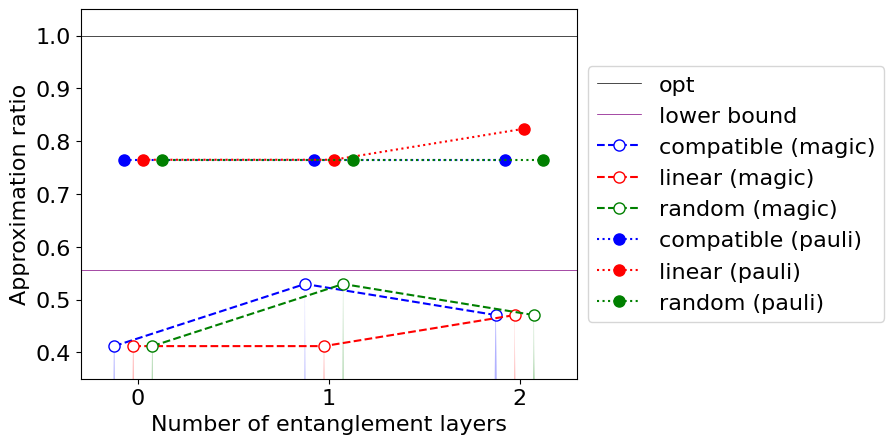 1.0
0.9
0.8
0.7
0.6
0.5
0.4
Approximation ratio
0
1
2
Number of entanglement layers
opt
lower bound
compatible (magic)
linear (magic)
random (magic)
compatible (pauli)
linear (pauli)
random (pauli)